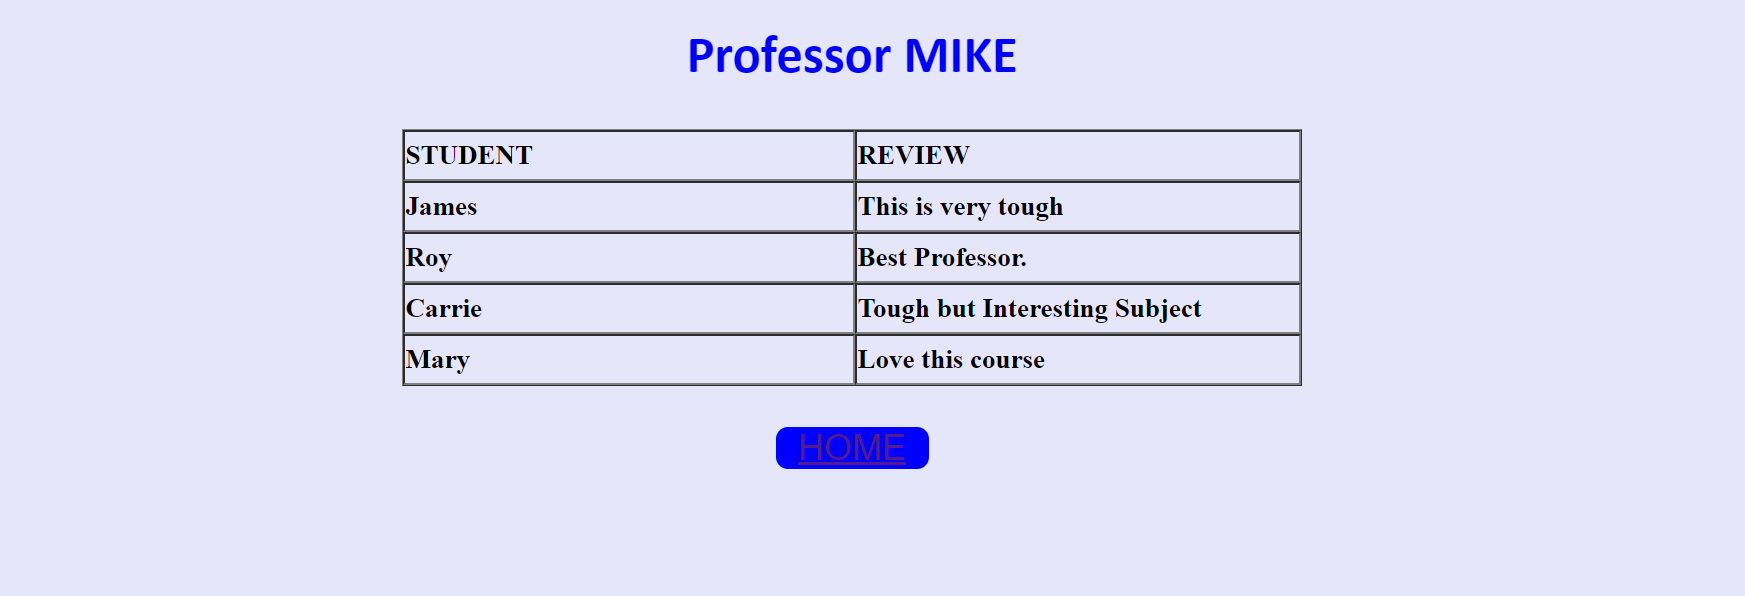 Professor MIKE
STUDENT REVIEW
James This is very tough
Roy Best Professor.
Carrie Tough but Interesting Subject
Mary Love this course
HOME